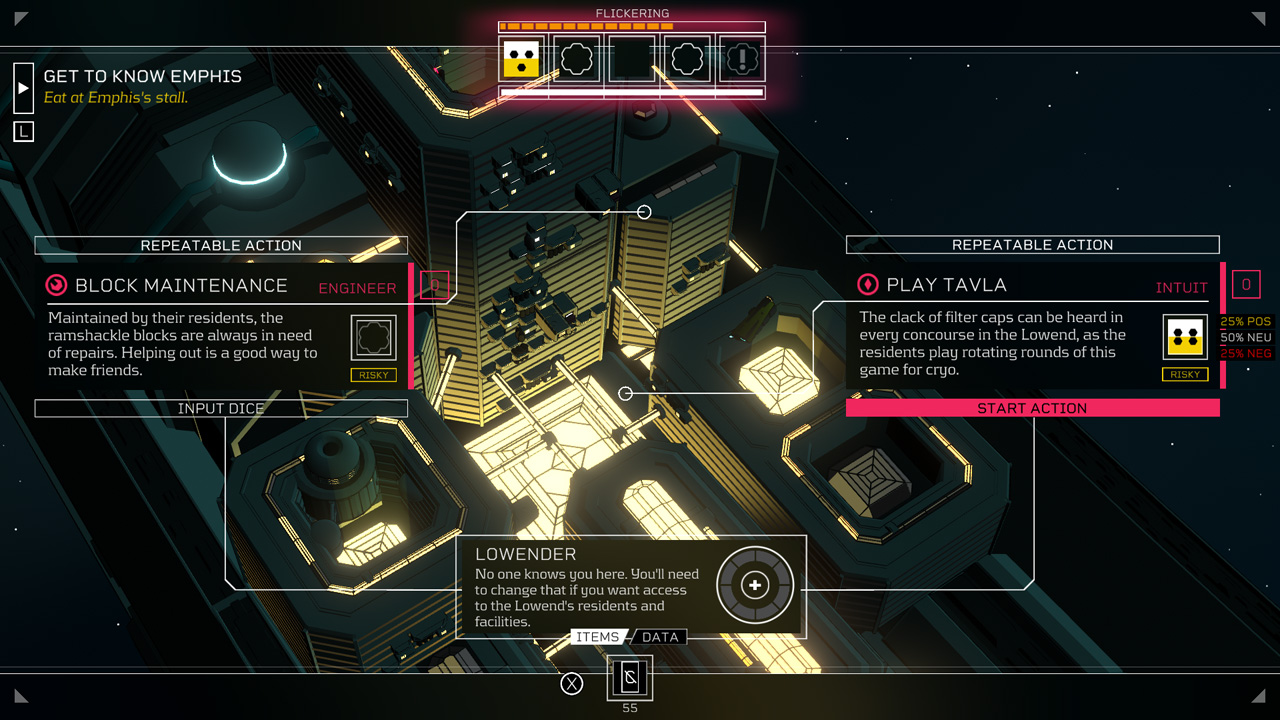 FLICKERING
GET TO KNOW EMPHIS
Eat at Emphis's stall.
L
REPEATABLE ACTION
BLOCK MAINTENANCE
ENGINEER
0
Maintained by their residents, the
ramshackle blocks are always in need
of repairs. Helping out is a good way to
make friends.
RISKY
INPUT DICE
REPEATABLE ACTION
PLAY TAVLA
INTUIT
0
The clack of filter caps can be heard in
every concourse in the Lowend, as the
residents play rotating rounds of this
game for cryo.
25% POS
50% NEU
25% NEG
RISKY
START ACTION
LOWENDER
No one knows you here. You'll need
to change that if you want access
to the Lowend's residents and
facilities.
ITEMS / DATA
X
55